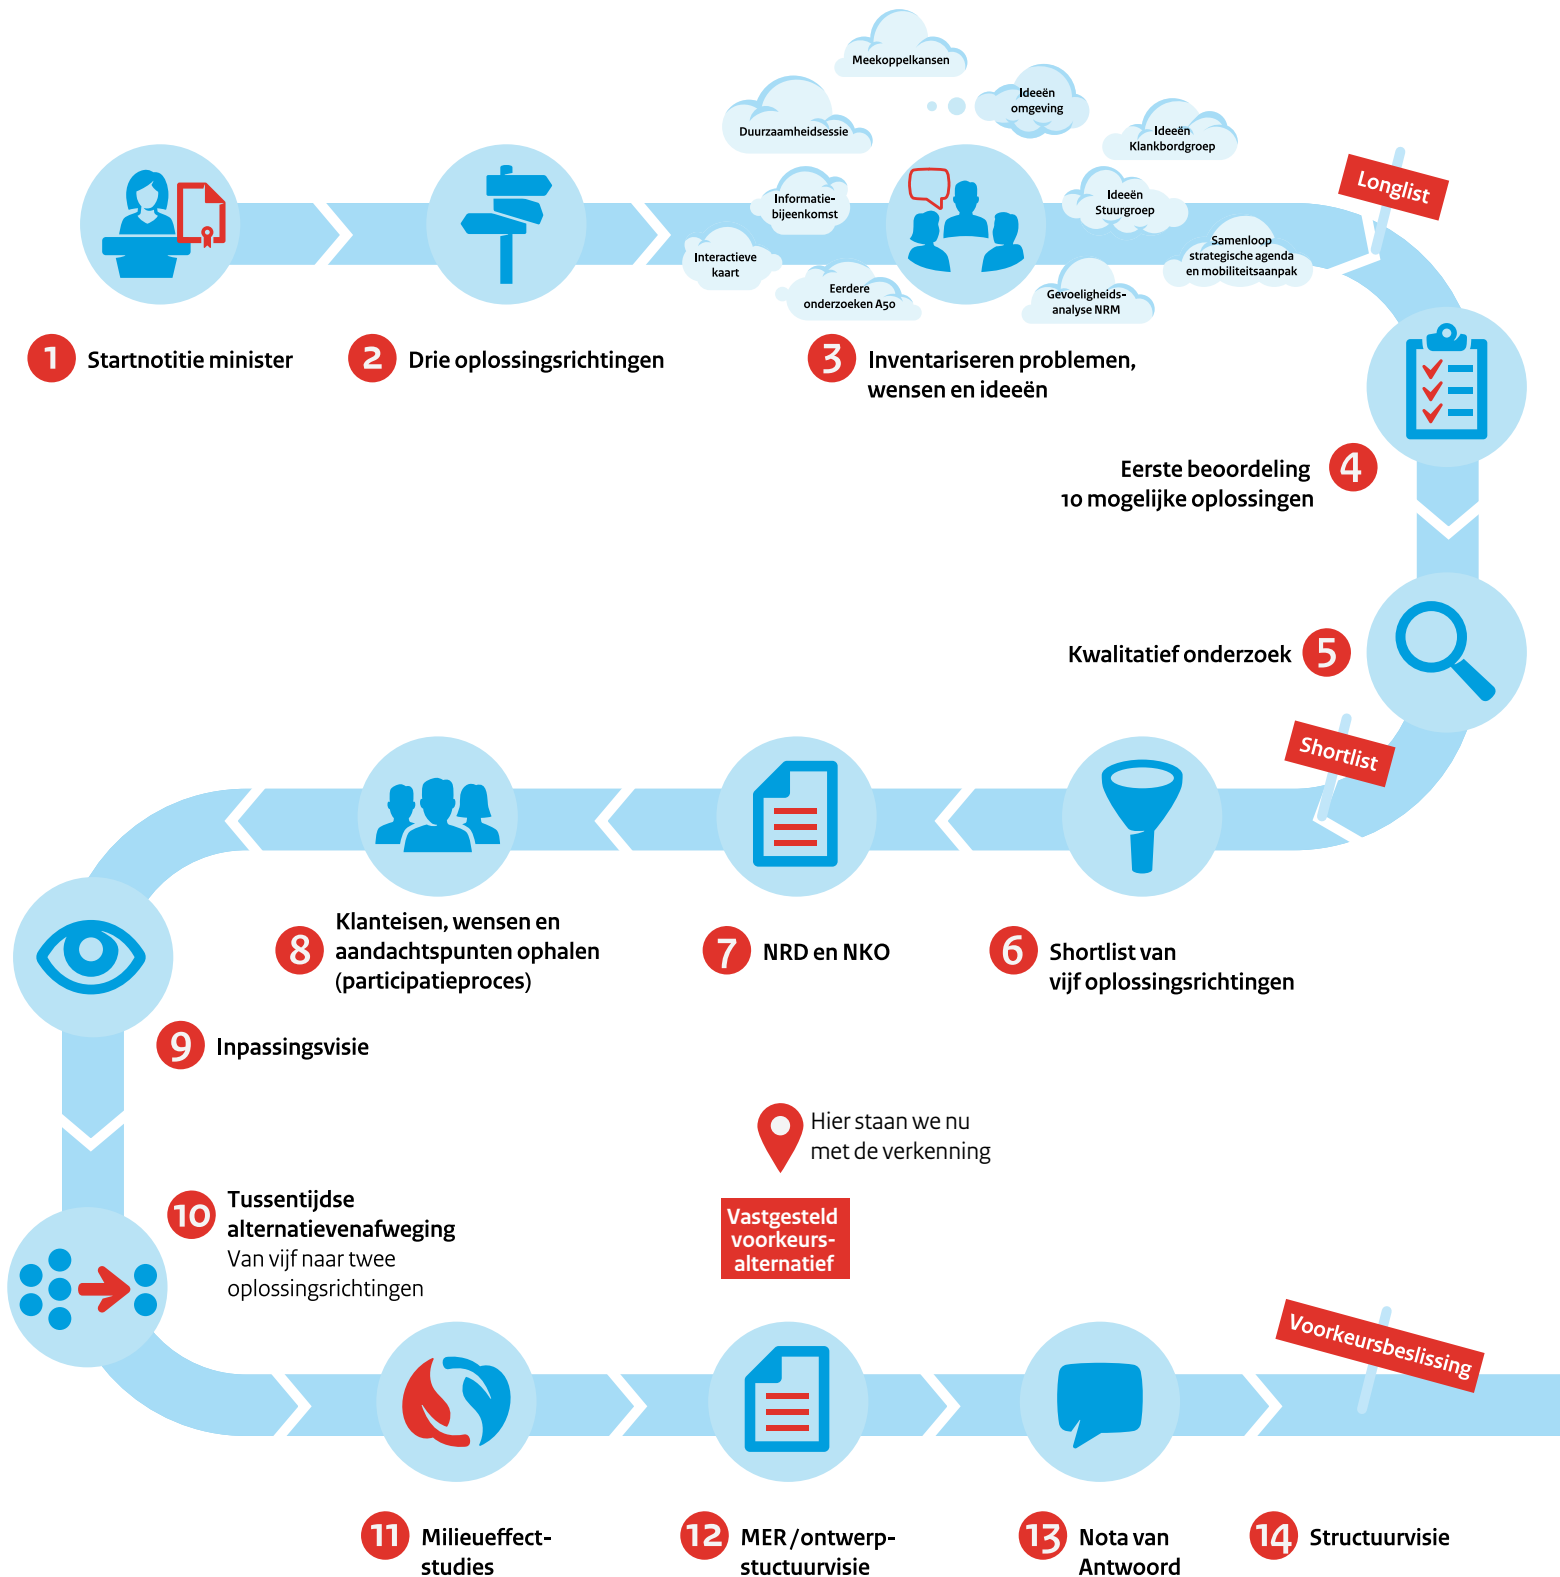 Meekoppelkansen
Ideeën
omgeving
Duurzaamheidsessie
Ideeën
Klankbordgroep
Informatie-
bijeenkomst
Ideeën
Stuurgroep
Interactieve
kaart
Samenloop
strategische agenda
en mobiliteitsaanpak
Eerdere
onderzoeken A50
Gevoeligheids-
analyse NRM
Longlist
1 Startnotitie minister
2 Drie oplossingsrichtingen
3 Inventariseren problemen,
wensen en ideeën
4 Eerste beoordeling
10 mogelijke oplossingen
5 Kwalitatief onderzoek
Shortlist
6 Shortlist van
vijf oplossingsrichtingen
7 NRD en NKO
8 Klanteisen, wensen en
aandachtspunten ophalen
(participatieproces)
9 Inpassingsvisie
10 Tussentijdse
alternatievenafweging
Van vijf naar twee
oplossingsrichtingen
Hier staan we nu
met de verkenning
Vastgesteld
voorkeurs-
alternatief
Voorkeursbeslissing
11 Milieueffect-
studies
12 MER/ontwerp-
stuctuurvisie
13 Nota van
Antwoord
14 Structuurvisie